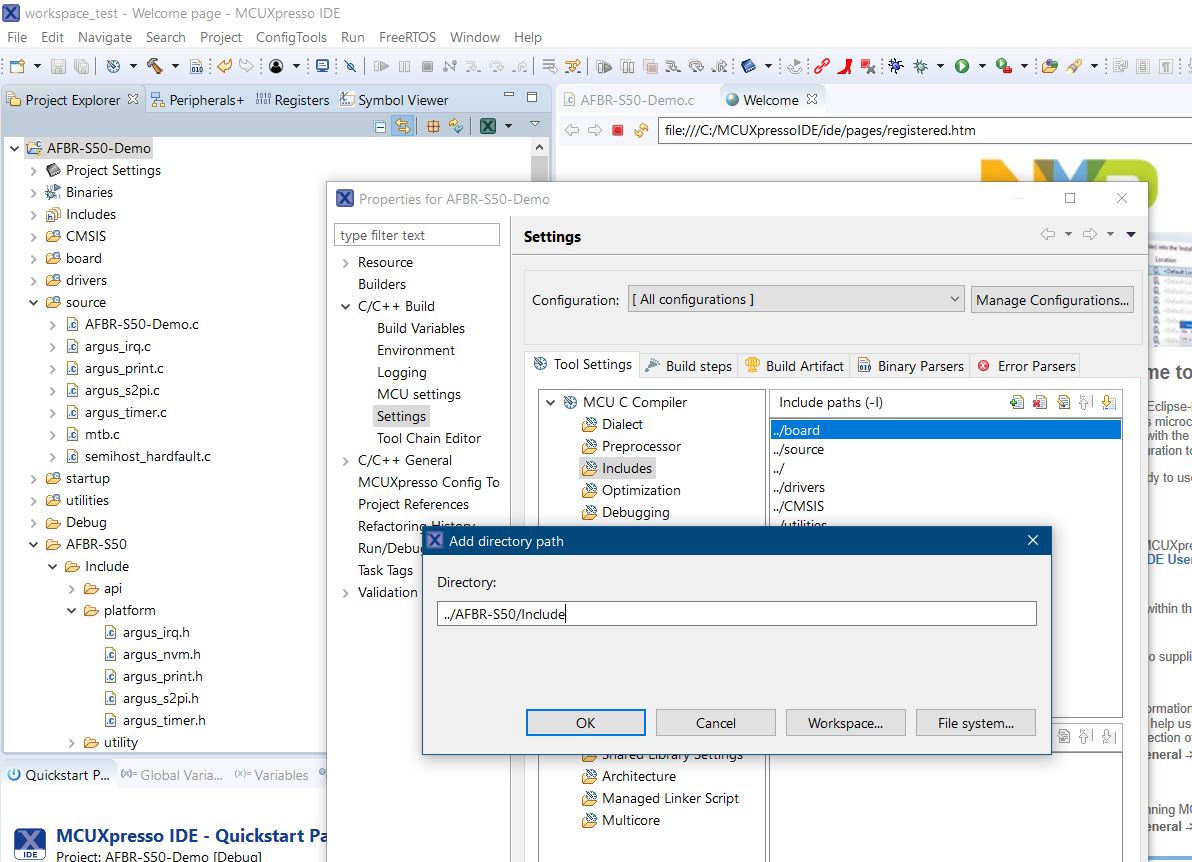 workspace_test - Welcome page - MCUXpresso IDE
File Edit Navigate Search Project ConfigTools Run FreeRTOS Window Help
Project Explorer Peripherals+ Registers Symbol Viewer
AFBR-S50-Demo.c Welcome
file:///C:/MCUXpressoIDE/ide/pages/registered.htm
AFBR-S50-Demo
Project Settings
Binaries
Includes
CMSIS
board
drivers
source
AFBR-S50-Demo.c
argus_irq.c
argus_print.c
argus_s2pi.c
argus_timer.c
mtb.c
semihost_hardfault.c
startup
utilities
Debug
AFBR-S50
Include
api
platform
argus_irq.h
argus_nvm.h
argus_print.h
argus_s2pi.h
argus_timer.h
utility
Quickstart P... (x)= Global Varia... (x)= Variables
MCUXpresso IDE - Quickstart Pa
IDE
Project: AFBR-S50-Demo [Debug]
Properties for AFBR-S50-Demo
type filter text
Resource
Builders
C/C++ Build
Build Variables
Environment
Logging
MCU settings
Settings
Tool Chain Editor
C/C++ General
MCUXpresso Config To
Project References
Refactoring History
Run/Debu
Task Tags
Validation
Settings
Configuration: [ All configurations ] Manage Configurations...
Tool Settings Build steps Build Artifact Binary Parsers Error Parsers
MCU C Compiler
Dialect
Preprocessor
Includes
Optimization
Debugging
Include paths (-I)
../board
../source
../
../drivers
../CMSIS
../utilities
Add directory path
Directory:
../AFBR-S50/Include
OK Cancel Workspace... File system...
Shared Library Settings
Architecture
Managed Linker Script
Multicore
me to
Eclipse-
s microc
with the
uration to
dy to use
MCUXpre
DE User
within th
o supplie
ormation
help us
ection of
eneral ->
nning MC
eneral ->